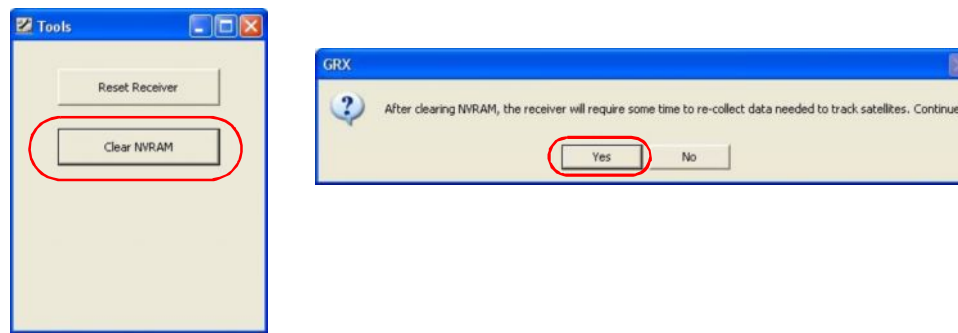 Tools
Reset Receiver
Clear NVRAM
GRX
After clearing NVRAM, the receiver will require some time to re-collect data needed to track satellites. Continue
Yes
No